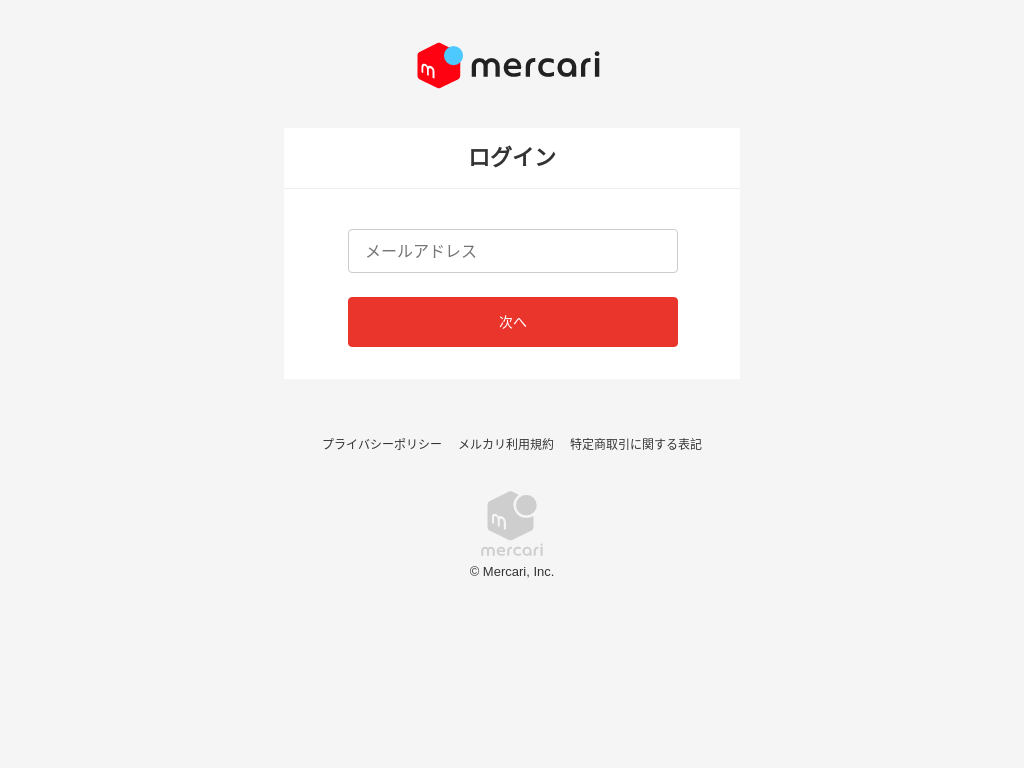 mercari
ログイン
メールアドレス
次へ
プライバシーポリシー メルカリ利用規約 特定商取引に関する表記
mercari
© Mercari, Inc.